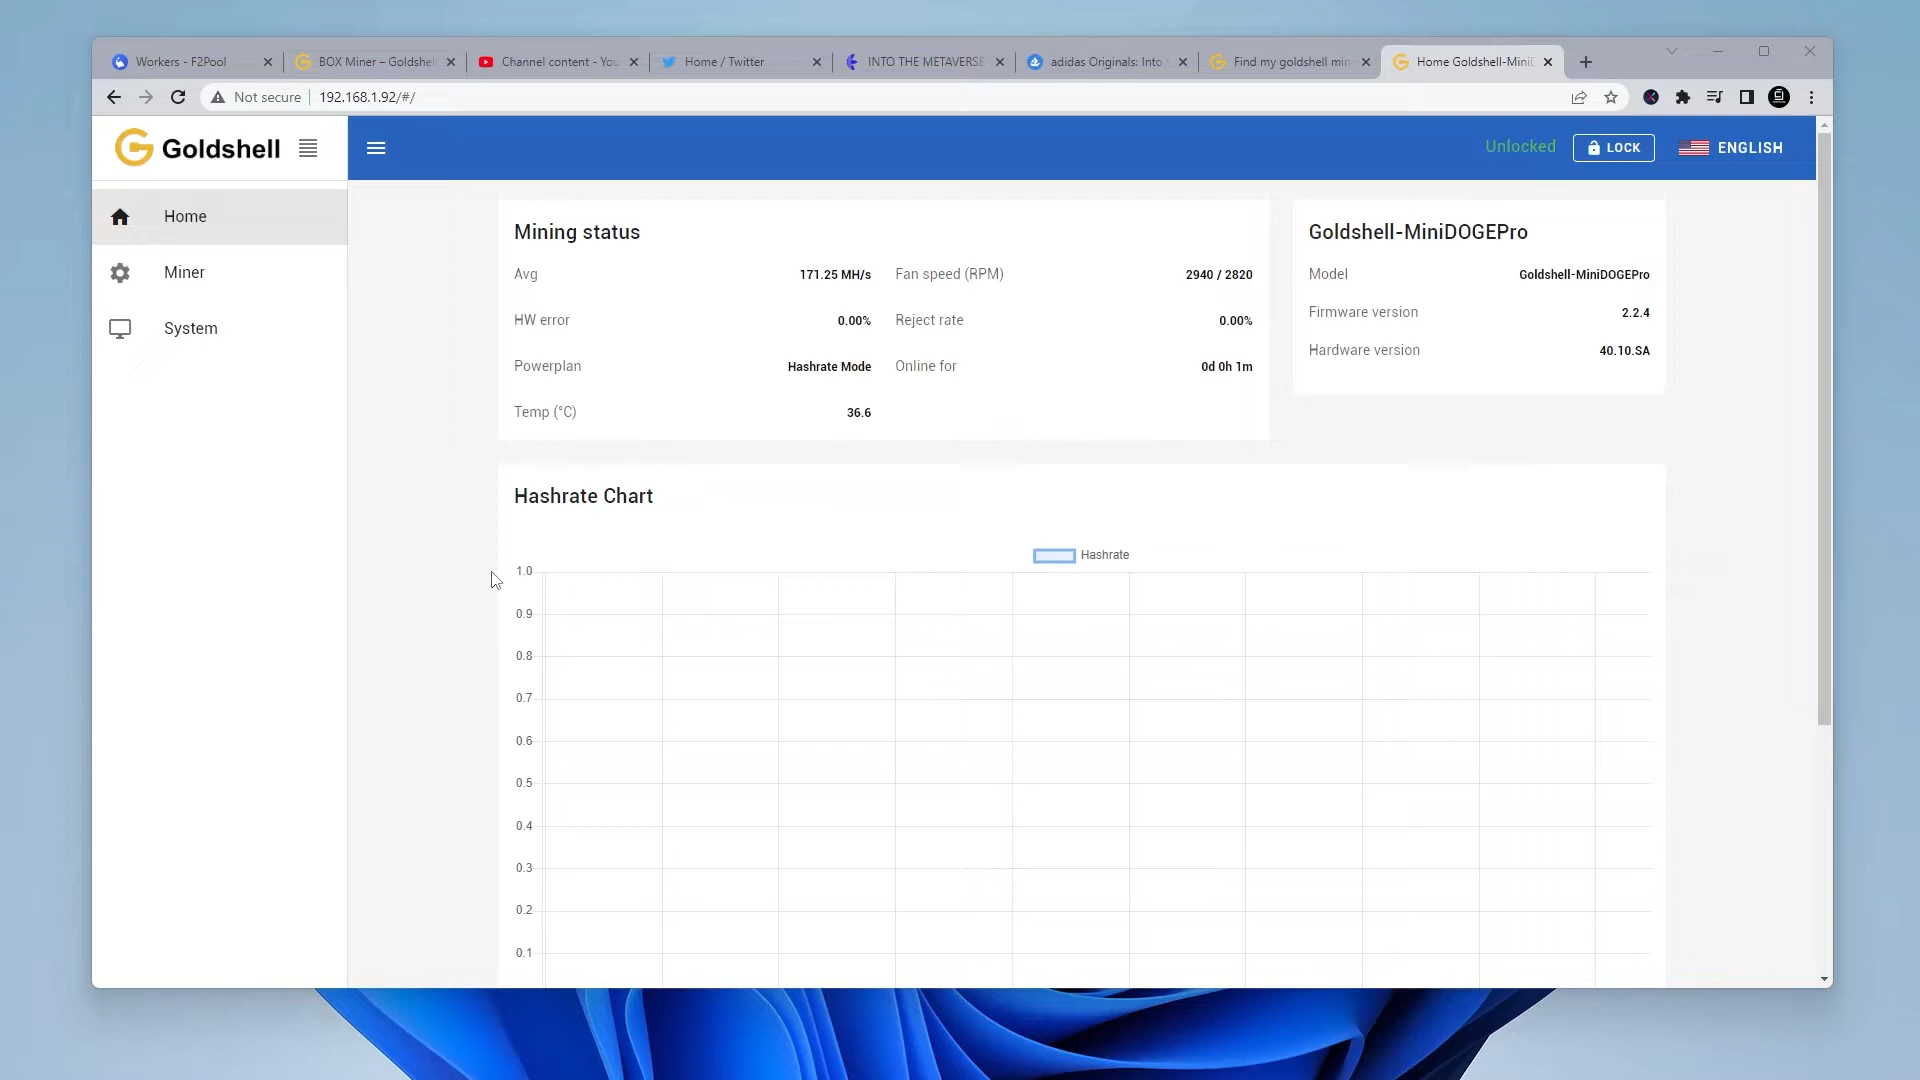 Workers - F2Pool
BOX Miner – Goldshel
Channel content - You
Home / Twitter
INTO THE METAVERSE
adidas Originals: Into
Find my goldshell min
Home Goldshell-MiniD
Not secure
192.168.1.92/#/
Goldshell
Unlocked
LOCK
ENGLISH
Home
Miner
System
Mining status
Avg 171.25 MH/s Fan speed (RPM) 2940 / 2820
HW error 0.00% Reject rate 0.00%
Powerplan Hashrate Mode Online for 0d 0h 1m
Temp (°C) 36.6
Goldshell-MiniDOGEPro
Model Goldshell-MiniDOGEPro
Firmware version 2.2.4
Hardware version 40.10.SA
Hashrate Chart
Hashrate
1.0
0.9
0.8
0.7
0.6
0.5
0.4
0.3
0.2
0.1